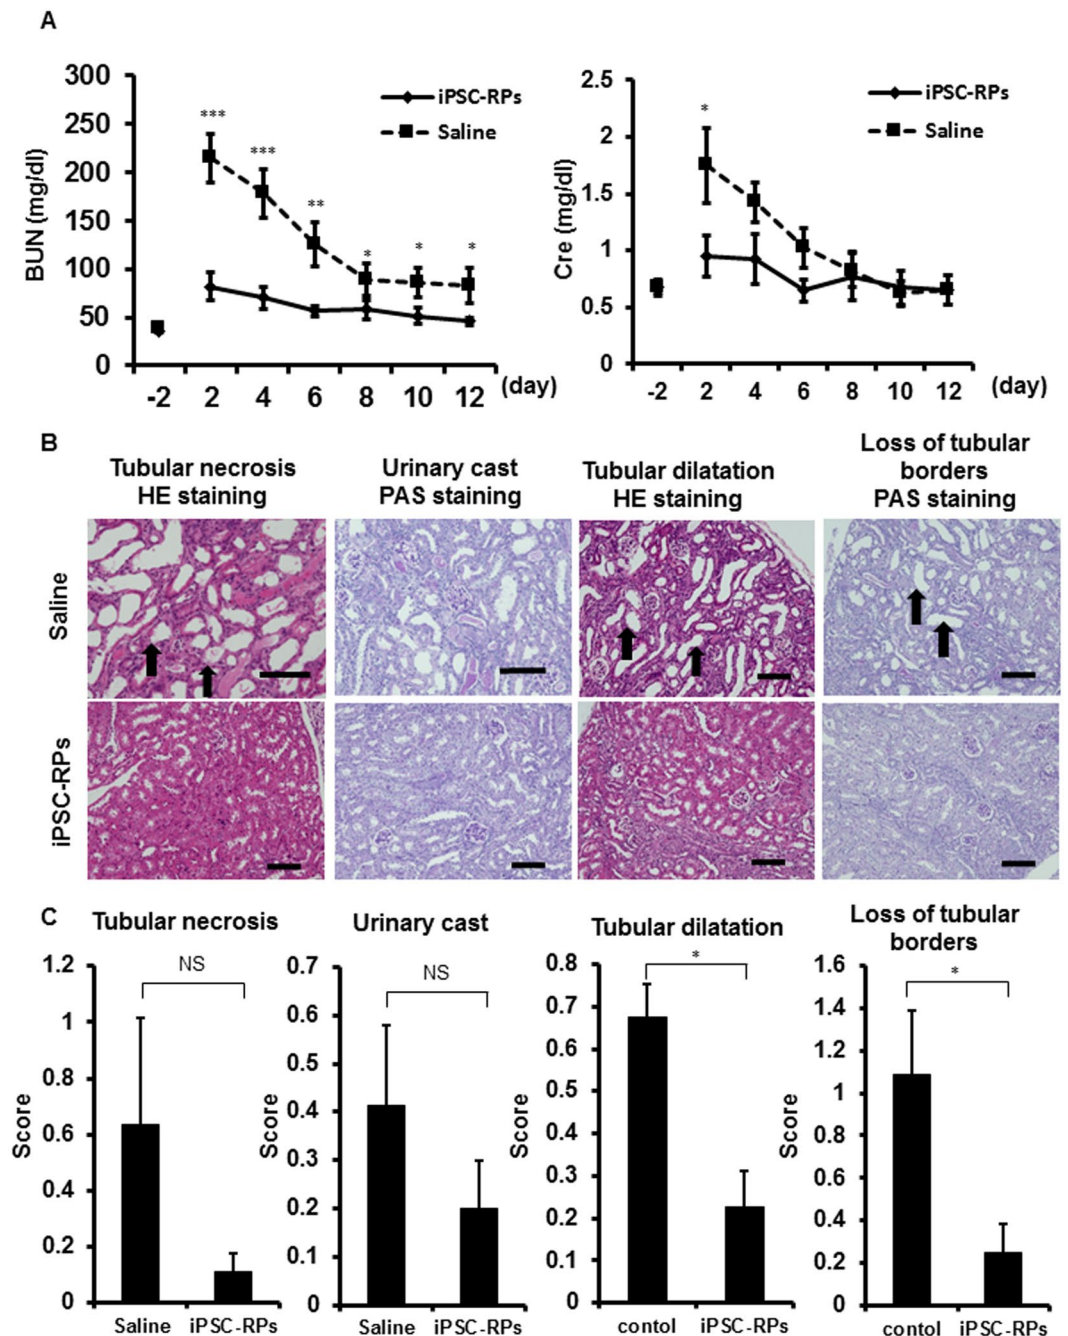 A
300
250
200
150
100
50
0
BUN (mg/dl)
***
***
**
*
*
*
iPSC-RPs
Saline
-2 2 4 6 8 10 12 (day)
2.5
2
1.5
1
0.5
0
Cre (mg/dl)
*
iPSC-RPs
Saline
-2 2 4 6 8 10 12 (day)
B
Tubular necrosis
HE staining
Urinary cast
PAS staining
Tubular dilatation
HE staining
Loss of tubular
borders
PAS staining
Saline
iPSC-RPs
C
Tubular necrosis
1.2
1
0.8
0.6
0.4
0.2
0
Score
NS
Saline iPSC-RPs
Urinary cast
0.7
0.6
0.5
0.4
0.3
0.2
0.1
0
Score
NS
Saline iPSC-RPs
Tubular dilatation
0.8
0.7
0.6
0.5
0.4
0.3
0.2
0.1
0
Score
*
contol iPSC-RPs
Loss of tubular
borders
1.6
1.4
1.2
1
0.8
0.6
0.4
0.2
0
Score
*
contol iPSC-RPs